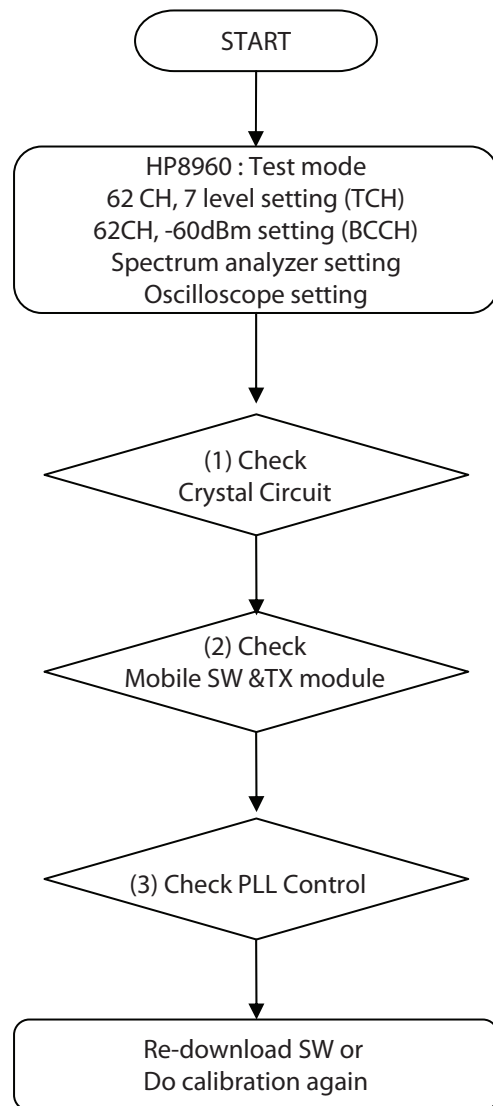 START
HP8960 : Test mode
62 CH, 7 level setting (TCH)
62CH, -60dBm setting (BCCH)
Spectrum analyzer setting
Oscilloscope setting
(1) Check
Crystal Circuit
(2) Check
Mobile SW &TX module
(3) Check PLL Control
Re-download SW or
Do calibration again